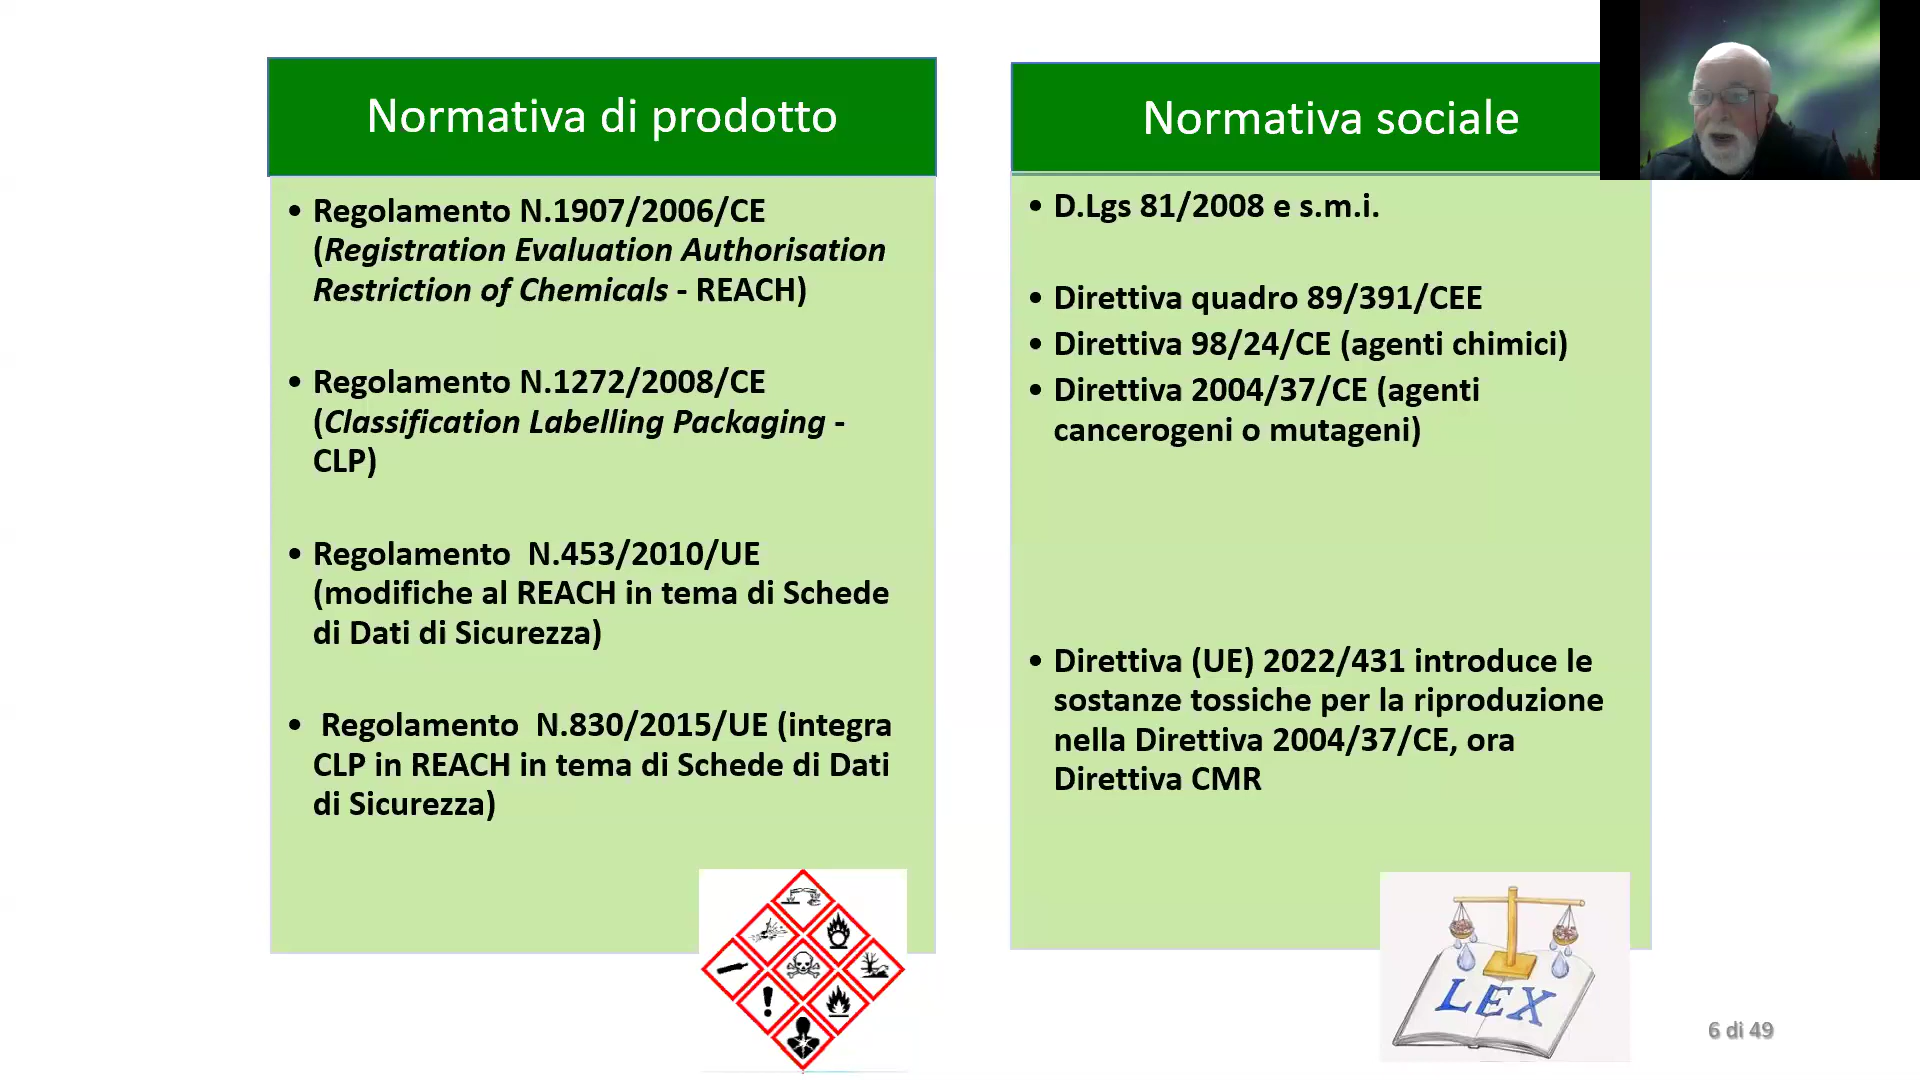 Normativa di prodotto
• Regolamento N.1907/2006/CE
(Registration Evaluation Authorisation
Restriction of Chemicals - REACH)
• Regolamento N.1272/2008/CE
(Classification Labelling Packaging -
CLP)
• Regolamento N.453/2010/UE
(modifiche al REACH in tema di Schede
di Dati di Sicurezza)
• Regolamento N.830/2015/UE (integra
CLP in REACH in tema di Schede di Dati
di Sicurezza)
Normativa sociale
• D.Lgs 81/2008 e s.m.i.
• Direttiva quadro 89/391/CEE
• Direttiva 98/24/CE (agenti chimici)
• Direttiva 2004/37/CE (agenti
cancerogeni o mutageni)
• Direttiva (UE) 2022/431 introduce le
sostanze tossiche per la riproduzione
nella Direttiva 2004/37/CE, ora
Direttiva CMR
LEX
6 di 49